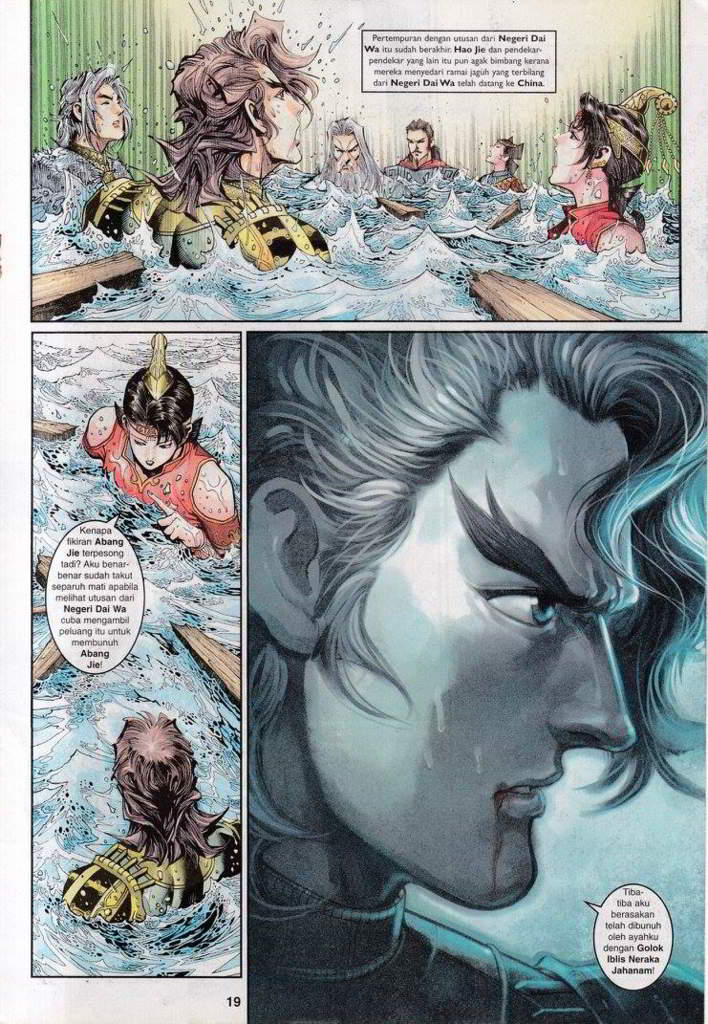 Pertempuran dengan utusan dari Negeri Dai
Wa itu sudah berakhir. Hao Jie dan pendekar-
pendekar yang lain itu pun agak bimbang kerana
mereka menyedari ramai jaguh yang terbilang
dari Negeri Dai Wa telah datang ke China.
Kenapa
fikiran Abang
Jie terpesong
tadi? Aku benar-
benar sudah takut
separuh mati apabila
melihat utusan dari
Negeri Dai Wa
cuba mengambil
peluang itu untuk
membunuh
Abang
Jie!
Tiba-
tiba aku
berasakan
telah dibunuh
oleh ayahku
dengan Golok
Iblis Neraka
Jahanam!
19